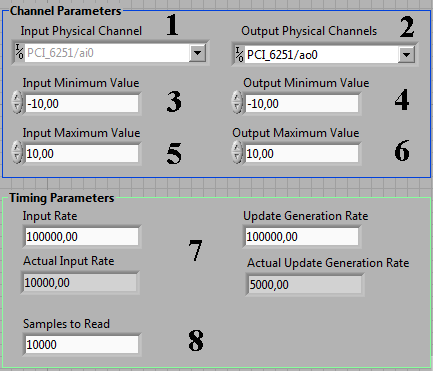 Channel Parameters
Input Physical Channel 1 Output Physical Channels 2
I/O PCI_6251/ai0 I/O PCI_6251/ao0
Input Minimum Value Output Minimum Value
-10,00 3 -10,00 4
Input Maximum Value Output Maximum Value
10,00 5 10,00 6
Timing Parameters
Input Rate Update Generation Rate
100000,00 100000,00
7
Actual Input Rate Actual Update Generation Rate
10000,00 5000,00
Samples to Read
10000 8